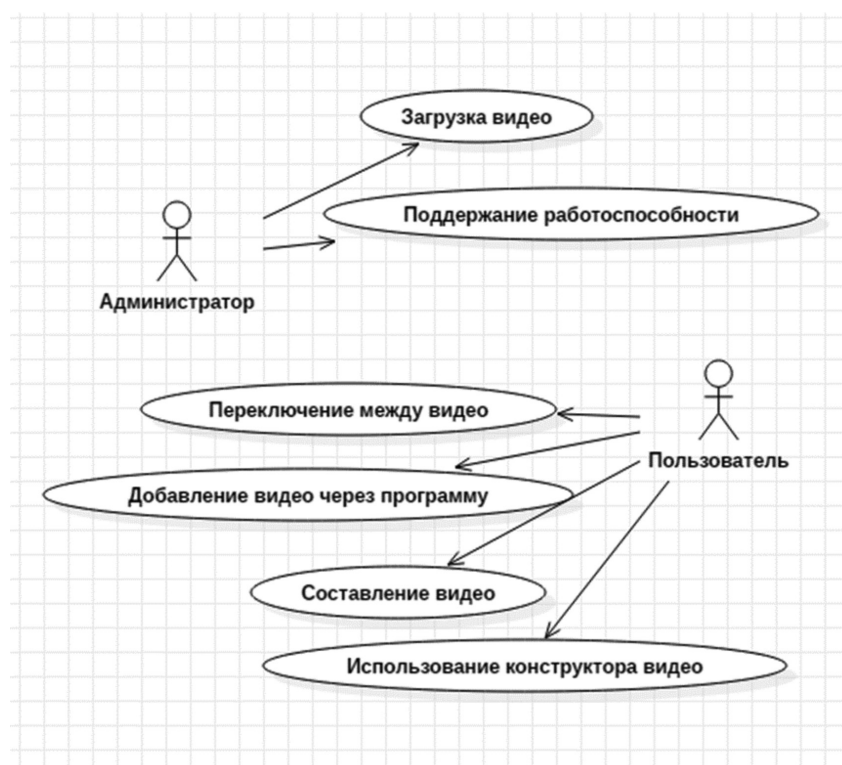 Загрузка видео
Поддержание работоспособности
Администратор
Переключение между видео
Пользователь
Добавление видео через программу
Составление видео
Использование конструктора видео